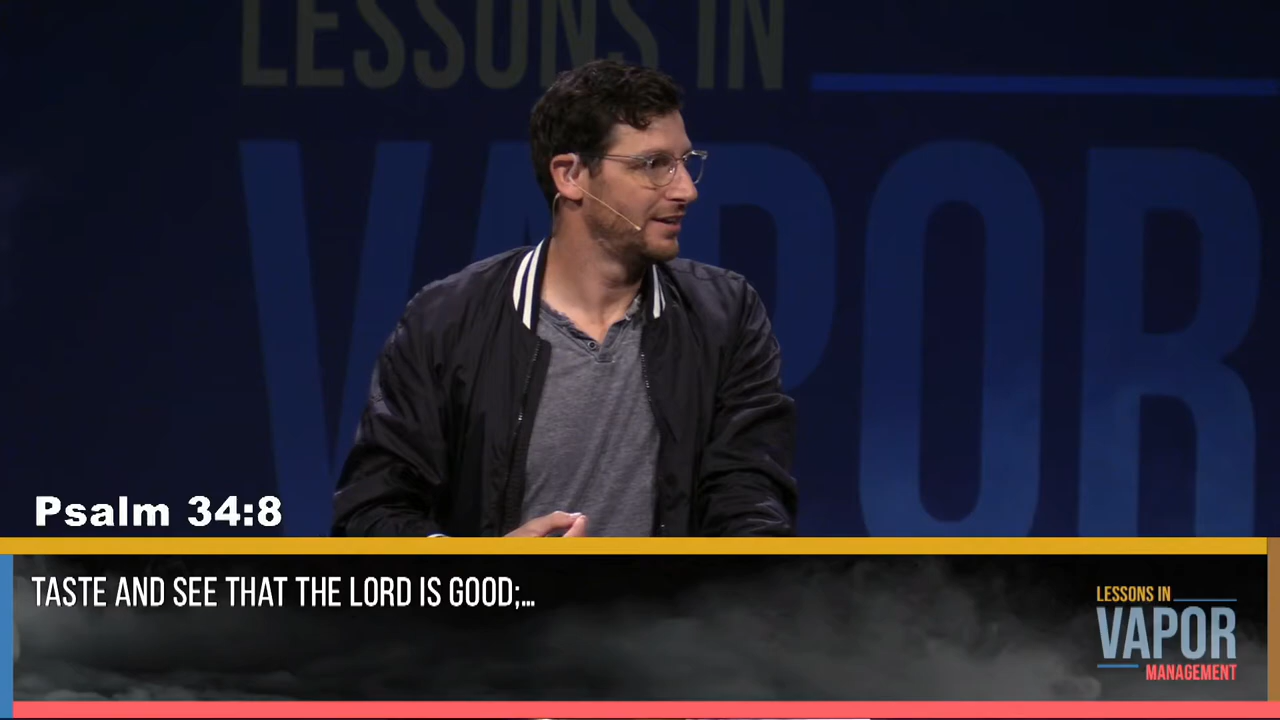 LESSONS IN
VAPOR
Psalm 34:8
TASTE AND SEE THAT THE LORD IS GOOD;...
LESSONS IN
VAPOR
MANAGEMENT